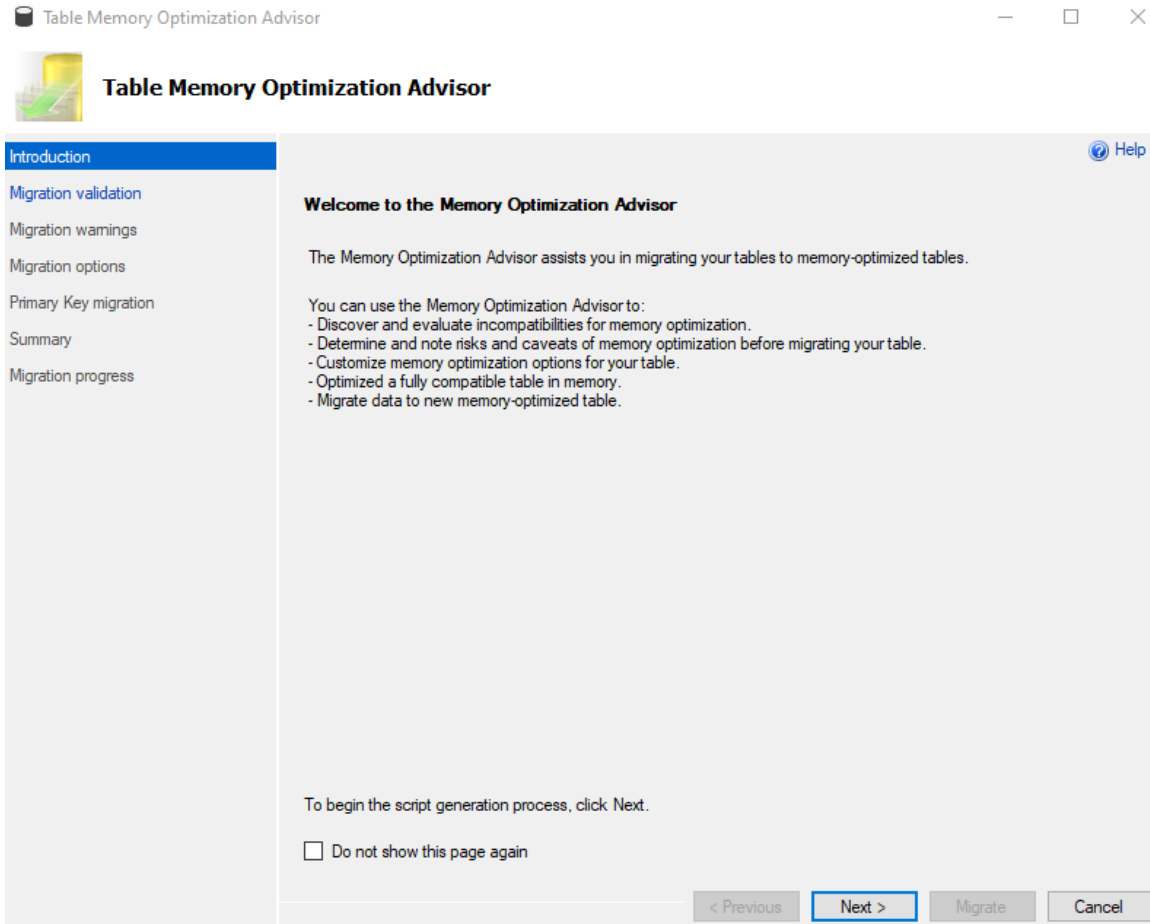 Table Memory Optimization Advisor
Table Memory Optimization Advisor
Introduction
Migration validation
Migration warnings
Migration options
Primary Key migration
Summary
Migration progress
Help
Welcome to the Memory Optimization Advisor
The Memory Optimization Advisor assists you in migrating your tables to memory-optimized tables.
You can use the Memory Optimization Advisor to:
- Discover and evaluate incompatibilities for memory optimization.
- Determine and note risks and caveats of memory optimization before migrating your table.
- Customize memory optimization options for your table.
- Optimized a fully compatible table in memory.
- Migrate data to new memory-optimized table.
To begin the script generation process, click Next.
Do not show this page again
< Previous
Next >
Migrate
Cancel